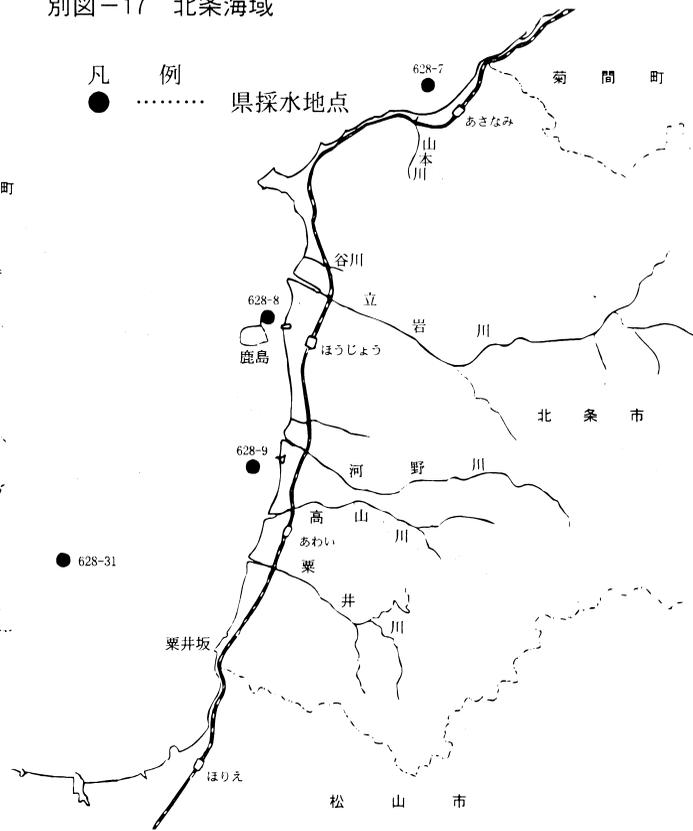 別図－17　北条海域
凡　例
●　………　県採水地点
628-7
菊間町
あさなみ
山本川
町
谷川
628-8
立岩川
鹿島
ほうじょう
北条市
628-9
河野川
高山川
あわい
628-31
粟井川
粟井坂
ほりえ
松山市